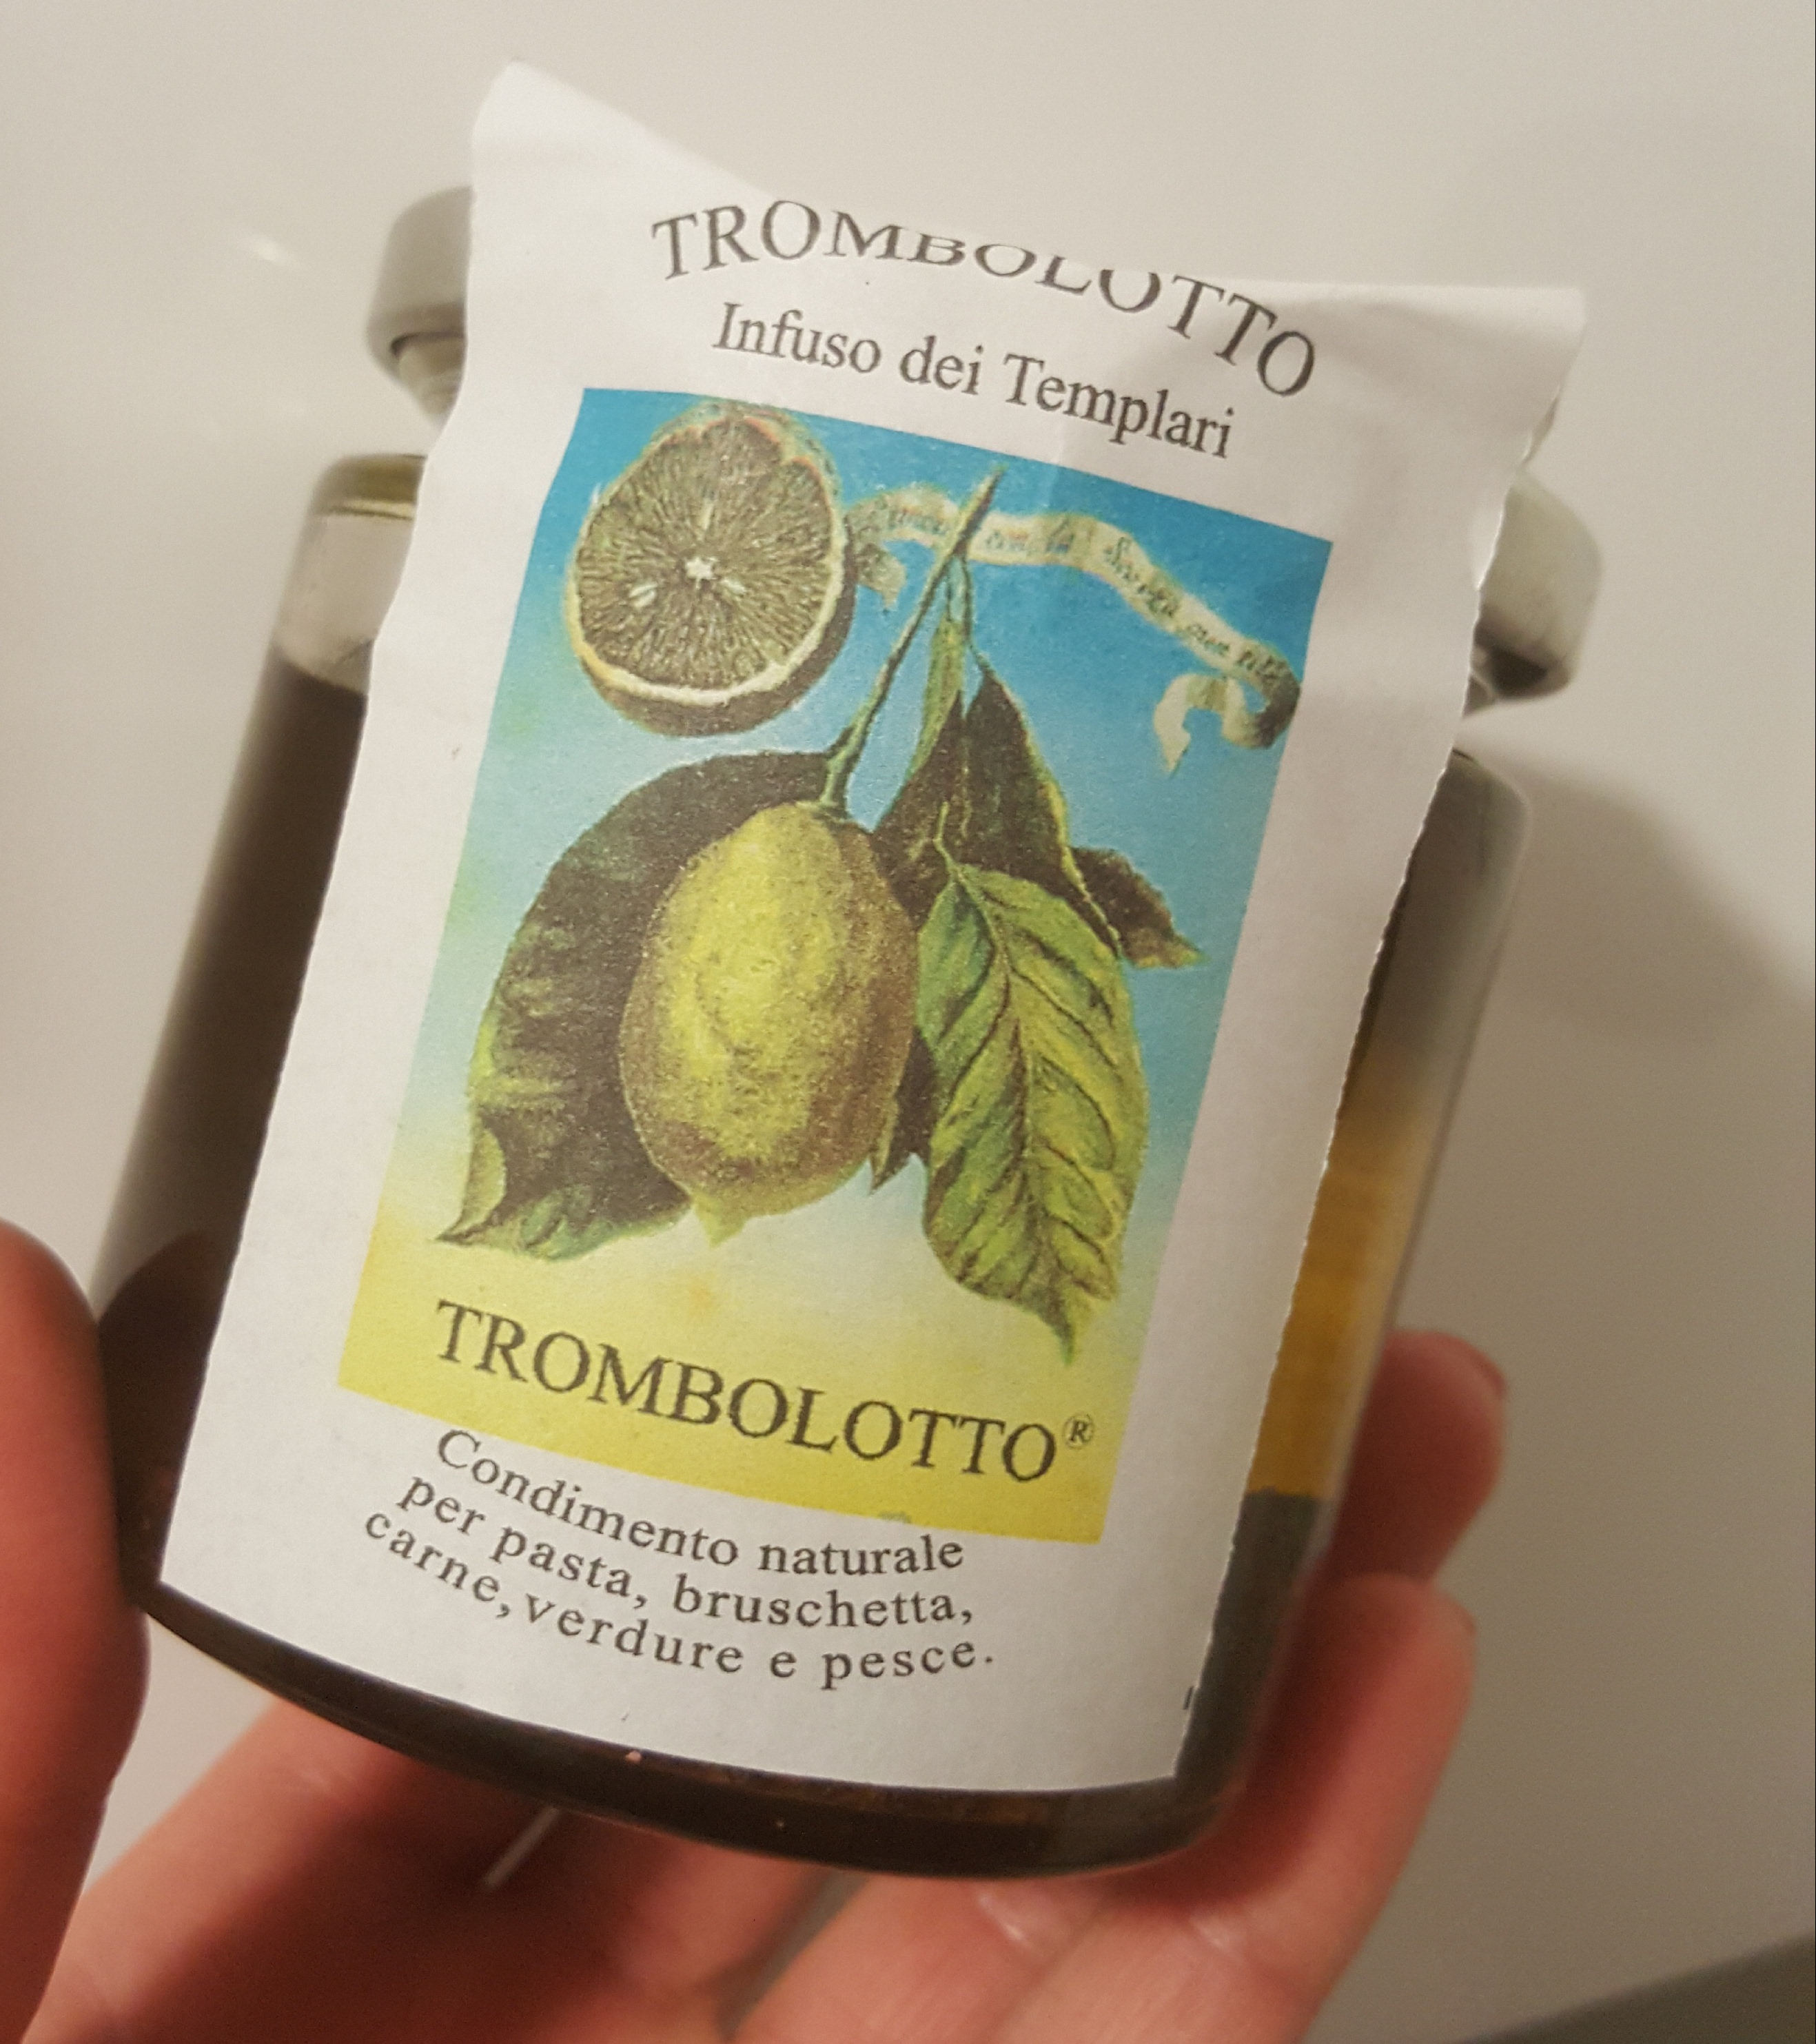 TROMBOLOTTO
Infuso dei Templari
TROMBOLOTTO®
Condimento naturale
per pasta, bruschetta,
carne, verdure e pesce.